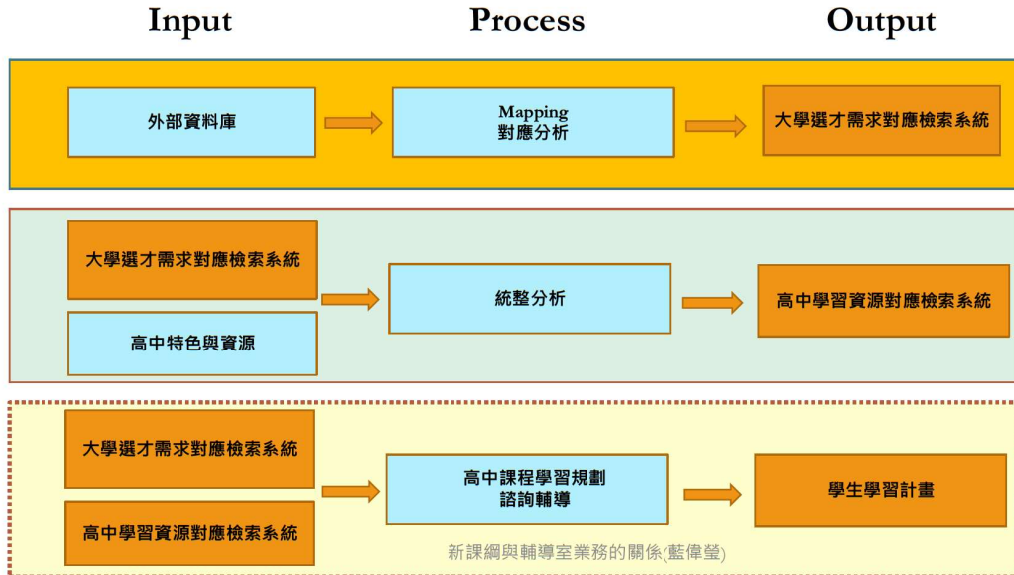 Input
Process
Output
外部資料庫
Mapping
對應分析
大學選才需求對應檢索系統
大學選才需求對應檢索系統
高中特色與資源
統整分析
高中學習資源對應檢索系統
大學選才需求對應檢索系統
高中學習資源對應檢索系統
高中課程學習規劃
諮詢輔導
學生學習計畫
新課綱與輔導室業務的關係(藍偉瑩)